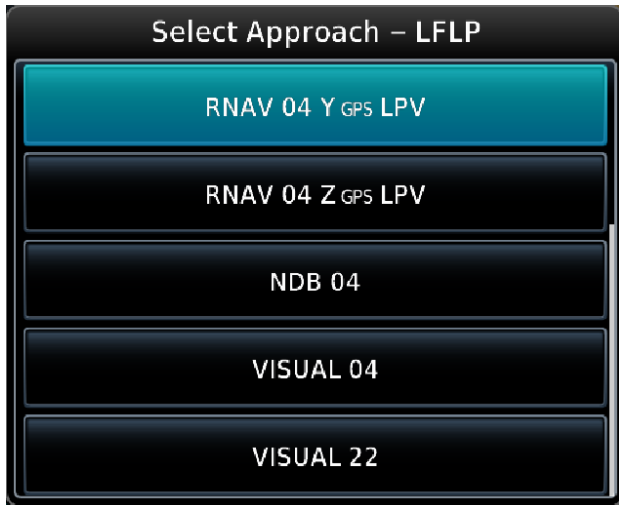 Select Approach – LFLP
RNAV 04 Y GPS LPV
RNAV 04 Z GPS LPV
NDB 04
VISUAL 04
VISUAL 22